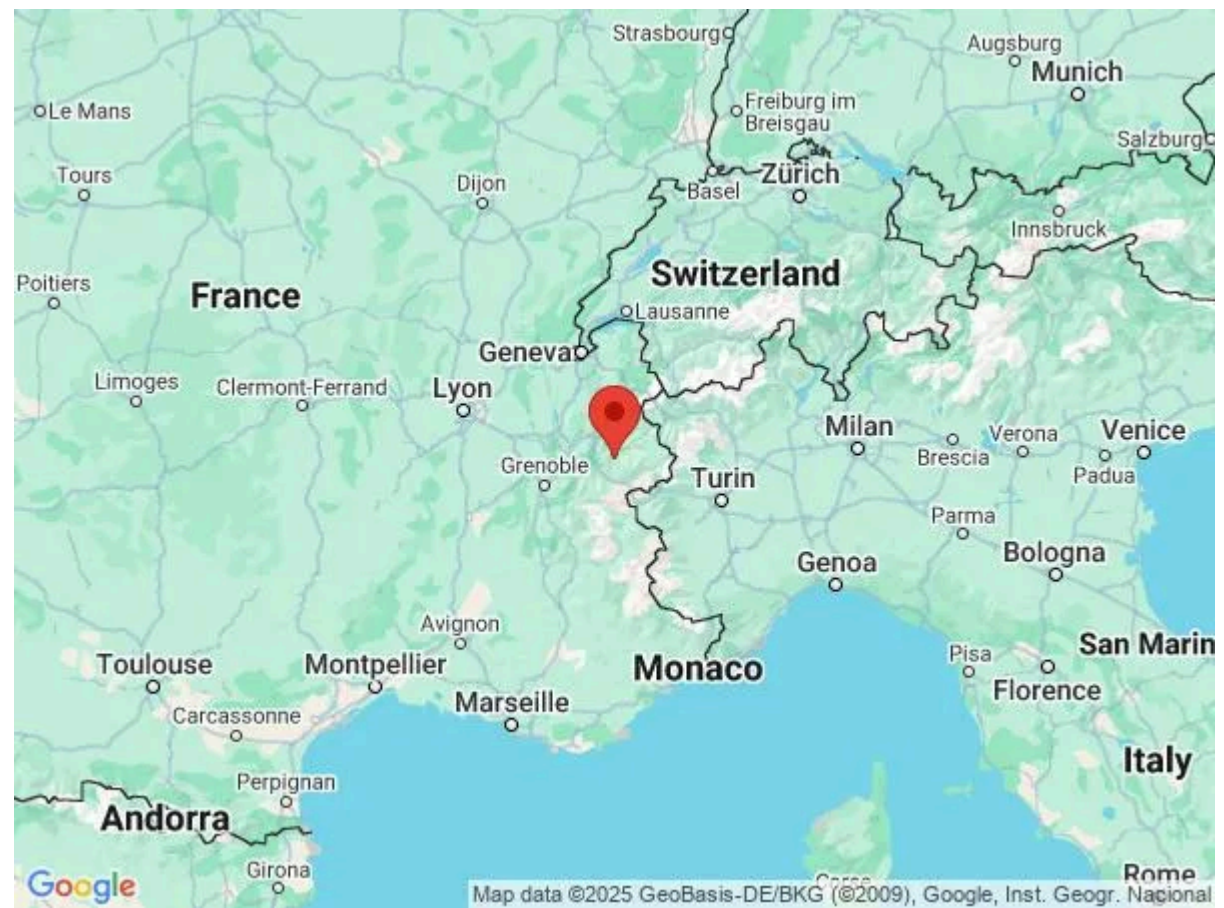 Strasbourg
Augsburg
Munich
Le Mans
Freiburg im
Breisgau
Salzburg
Tours
Dijon
Basel
Zürich
Innsbruck
Poitiers
France
Switzerland
Lausanne
Geneva
Limoges
Clermont-Ferrand
Lyon
Milan
Verona
Venice
Brescia
Padua
Grenoble
Turin
Parma
Genoa
Bologna
Avignon
Toulouse
Montpellier
Monaco
Pisa
San Marin
Florence
Marseille
Carcassonne
Italy
Perpignan
Andorra
Girona
Rome
Google
Map data ©2025 GeoBasis-DE/BKG (©2009), Google, Inst. Geogr. Nacional